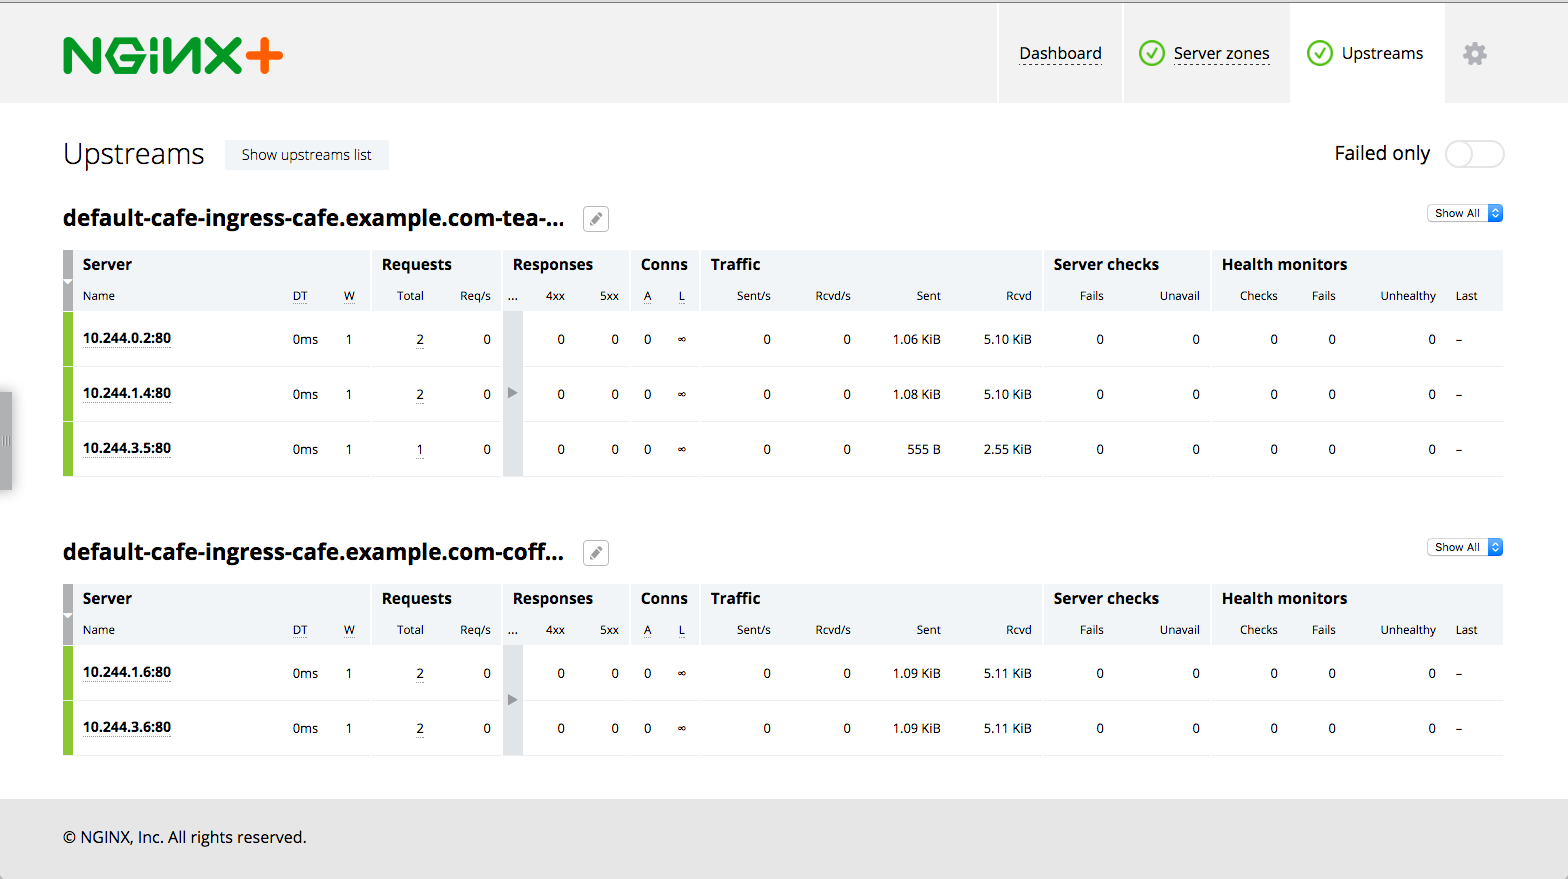 NGINX+ Dashboard Server zones Upstreams
Upstreams Show upstreams list Failed only
default-cafe-ingress-cafe.example.com-tea-... Show All
Server Requests Responses Conns Traffic Server checks Health monitors
Name DT W Total Req/s ... 4xx 5xx A L Sent/s Rcvd/s Sent Rcvd Fails Unavail Checks Fails Unhealthy Last
10.244.0.2:80 0ms 1 2 0 0 0 0 ∞ 0 0 1.06 KiB 5.10 KiB 0 0 0 0 0 –
10.244.1.4:80 0ms 1 2 0 0 0 0 ∞ 0 0 1.08 KiB 5.10 KiB 0 0 0 0 0 –
10.244.3.5:80 0ms 1 1 0 0 0 0 ∞ 0 0 555 B 2.55 KiB 0 0 0 0 0 –
default-cafe-ingress-cafe.example.com-coff... Show All
Server Requests Responses Conns Traffic Server checks Health monitors
Name DT W Total Req/s ... 4xx 5xx A L Sent/s Rcvd/s Sent Rcvd Fails Unavail Checks Fails Unhealthy Last
10.244.1.6:80 0ms 1 2 0 0 0 0 ∞ 0 0 1.09 KiB 5.11 KiB 0 0 0 0 0 –
10.244.3.6:80 0ms 1 2 0 0 0 0 ∞ 0 0 1.09 KiB 5.11 KiB 0 0 0 0 0 –
© NGINX, Inc. All rights reserved.